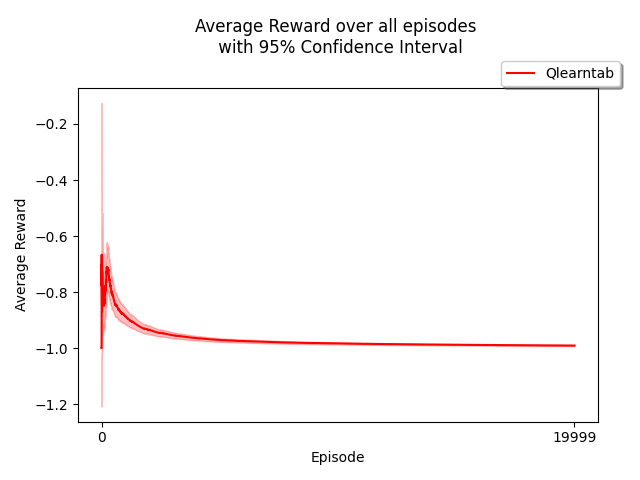 Average Reward over all episodes
with 95% Confidence Interval
Qlearntab
Average Reward
−0.2
−0.4
−0.6
−0.8
−1.0
−1.2
0
19999
Episode